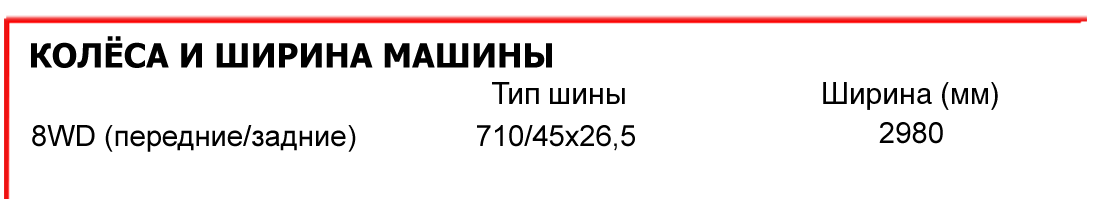 КОЛЁСА И ШИРИНА МАШИНЫ
Тип шины Ширина (мм)
8WD (передние/задние) 710/45x26,5 2980